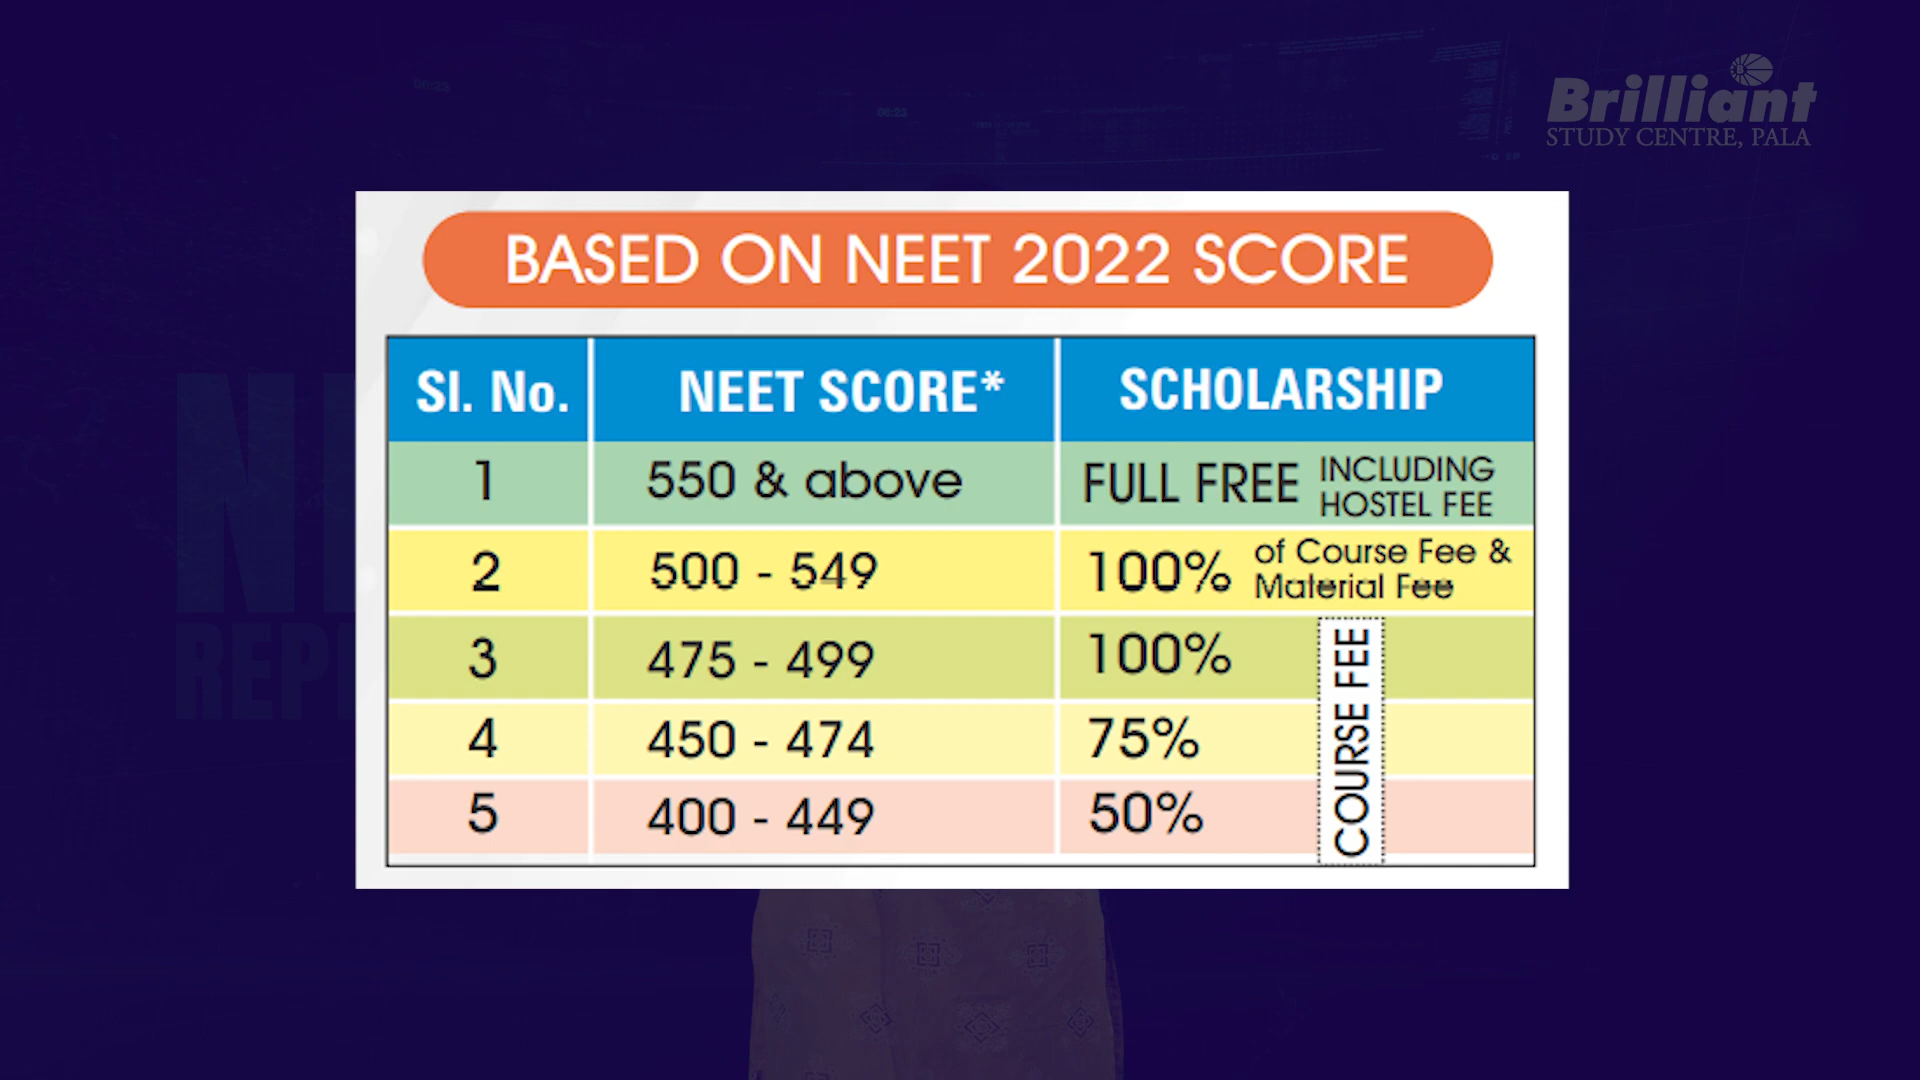 Brilliant
STUDY CENTRE, PALA
BASED ON NEET 2022 SCORE
Sl. No. NEET SCORE* SCHOLARSHIP
1 550 & above FULL FREE INCLUDING HOSTEL FEE
2 500 - 549 100% of Course Fee & Material Fee
3 475 - 499 100%
4 450 - 474 75%
5 400 - 449 50%
COURSE FEE
06:23